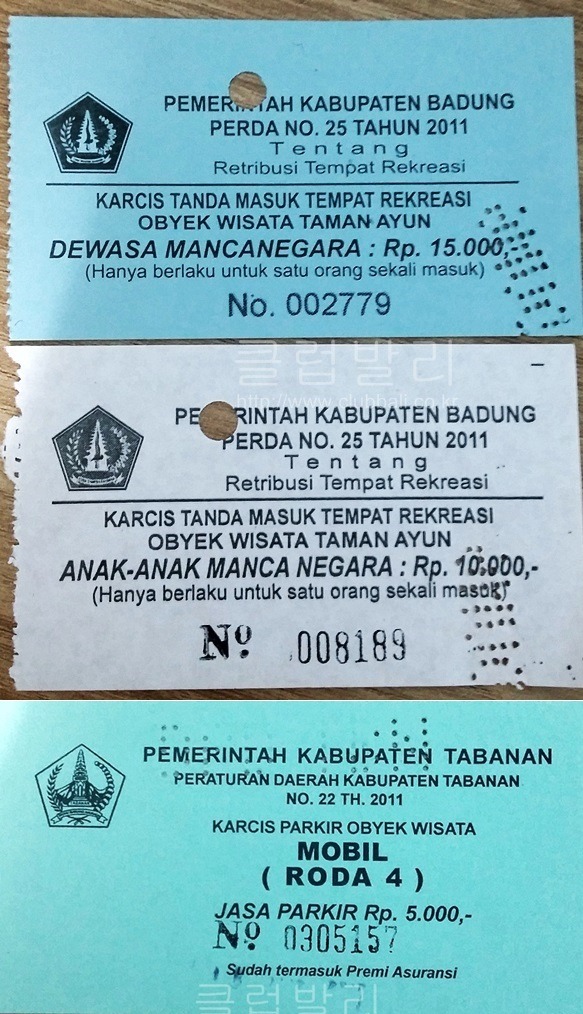 PEMERINTAH KABUPATEN BADUNG
PERDA NO. 25 TAHUN 2011
Tentang
Retribusi Tempat Rekreasi
KARCIS TANDA MASUK TEMPAT REKREASI
OBYEK WISATA TAMAN AYUN
DEWASA MANCANEGARA : Rp. 15.000,-
(Hanya berlaku untuk satu orang sekali masuk)
No. 002779
클럽발리
http://www.clubbali.co.kr
PEMERINTAH KABUPATEN BADUNG
PERDA NO. 25 TAHUN 2011
Tentang
Retribusi Tempat Rekreasi
KARCIS TANDA MASUK TEMPAT REKREASI
OBYEK WISATA TAMAN AYUN
ANAK-ANAK MANCA NEGARA : Rp. 10.000,-
(Hanya berlaku untuk satu orang sekali masuk)
Nº 008189
PEMERINTAH KABUPATEN TABANAN
PERATURAN DAERAH KABUPATEN TABANAN
NO. 22 TH. 2011
KARCIS PARKIR OBYEK WISATA
MOBIL
( RODA 4 )
JASA PARKIR Rp. 5.000,-
Nº 0305157
Sudah termasuk Premi Asuransi
클럽발리